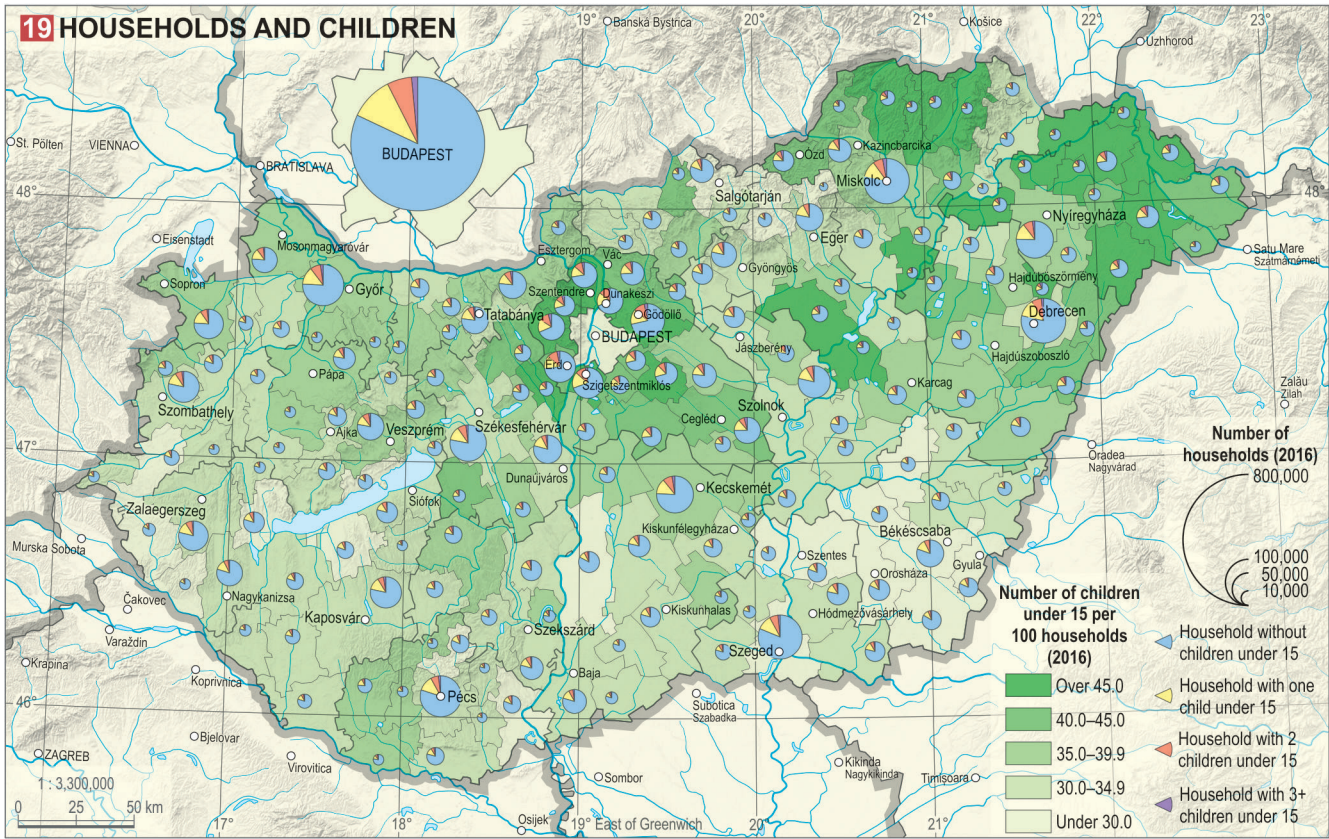 19 HOUSEHOLDS AND CHILDREN
19°
20°
21°
22°
23°
Banská Bystrica
Košice
Uzhhorod
St. Pölten
VIENNA
BRATISLAVA
BUDAPEST
Ózd
Kazincbarcika
Miskolc
48°
48°
Salgótarján
Nyíregyháza
Eisenstadt
Mosonmagyaróvár
Esztergom
Vác
Eger
Satu Mare
Szatmárnémeti
Sopron
Győr
Szentendre
Dunakeszi
Gyöngyös
Hajdúböszörmény
Tatabánya
Gödöllő
Debrecen
BUDAPEST
Jászberény
Hajdúszoboszló
Pápa
Érd
Szigetszentmiklós
Karcag
Zalău
Zilah
Szombathely
Cegléd
Szolnok
Ajka
Veszprém
Székesfehérvár
47°
47°
Oradea
Nagyvárad
Dunaújváros
Zalaegerszeg
Siófok
Kecskemét
Murska Sobota
Kiskunfélegyháza
Békéscsaba
Szentes
Gyula
Nagykanizsa
Orosháza
Čakovec
Kaposvár
Kiskunhalas
Hódmezővásárhely
Varaždin
Szekszárd
Szeged
Krapina
Koprivnica
Baja
46°
46°
Pécs
Subotica
Szabadka
Bjelovar
ZAGREB
Virovitica
Sombor
Kikinda
Nagykikinda
Timișoara
Osijek
17°
18°
19°
20°
21°
East of Greenwich
1 : 3,300,000
0 25 50 km
Number of
households (2016)
800,000
100,000
50,000
10,000
Number of children
under 15 per
100 households
(2016)
Over 45.0
40.0–45.0
35.0–39.9
30.0–34.9
Under 30.0
Household without
children under 15
Household with one
child under 15
Household with 2
children under 15
Household with 3+
children under 15